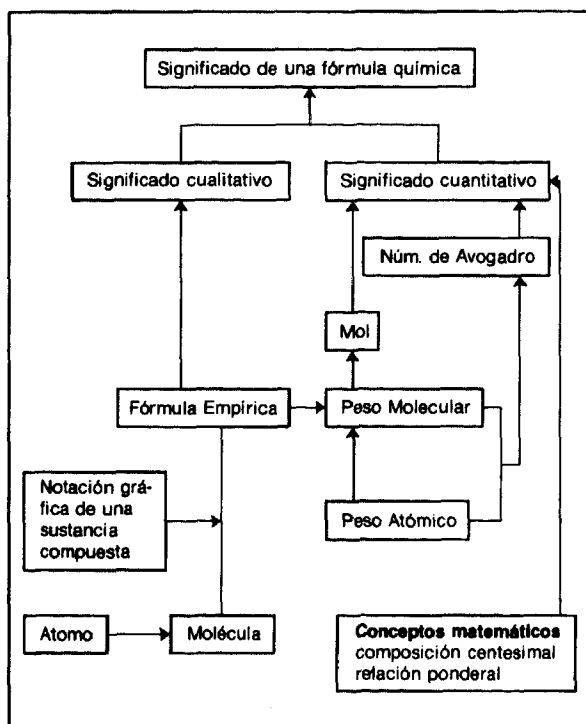 Significado de una fórmula química
Significado cualitativo
Significado cuantitativo
Núm. de Avogadro
Mol
Fórmula Empírica
Peso Molecular
Notación grá-
fica de una
sustancia
compuesta
Peso Atómico
Atomo
Molécula
Conceptos matemáticos
composición centesimal
relación ponderal